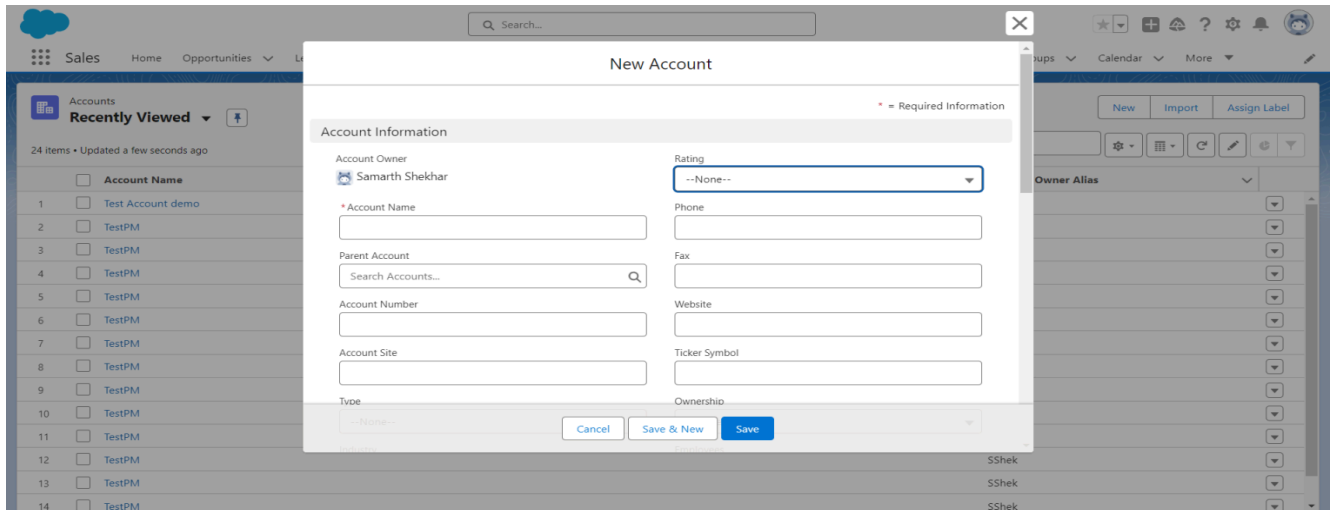 Search...
Sales Home Opportunities Calendar More
New Account
Accounts
Recently Viewed
New Import Assign Label
* = Required Information
Account Information
24 items • Updated a few seconds ago
Account Owner Rating
Samarth Shekhar --None--
Account Name Owner Alias
1 Test Account demo
* Account Name Phone
2 TestPM
3 TestPM
Parent Account Fax
4 TestPM
Search Accounts...
5 TestPM
Account Number Website
6 TestPM
7 TestPM
Account Site Ticker Symbol
8 TestPM
9 TestPM
Type Ownership
10 TestPM
--None--
Cancel Save & New Save
11 TestPM
12 TestPM SShek
13 TestPM SShek
14 TestPM SShek